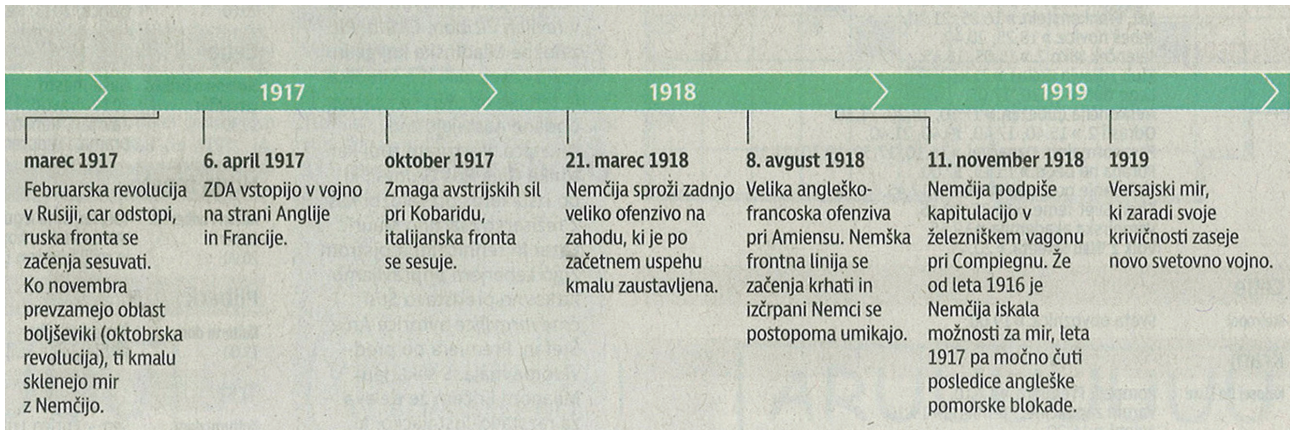 1917
1918
1919
marec 1917
Februarska revolucija
v Rusiji, car odstopi,
ruska fronta se
začenja sesuvati.
Ko novembra
prevzamejo oblast
boljševiki (oktobrska
revolucija), ti kmalu
sklenejo mir
z Nemčijo.
6. april 1917
ZDA vstopijo v vojno
na strani Anglije
in Francije.
oktober 1917
Zmaga avstrijskih sil
pri Kobaridu,
italijanska fronta
se sesuje.
21. marec 1918
Nemčija sproži zadnjo
veliko ofenzivo na
zahodu, ki je po
začetnem uspehu
kmalu zaustavljena.
8. avgust 1918
Velika angleško-
francoska ofenziva
pri Amiensu. Nemška
frontna linija se
začenja krhati in
izčrpani Nemci se
postopoma umikajo.
11. november 1918
Nemčija podpiše
kapitulacijo v
železniškem vagonu
pri Compiegnu. Že
od leta 1916 je
Nemčija iskala
možnosti za mir, leta
1917 pa močno čuti
posledice angleške
pomorske blokade.
1919
Versajski mir,
ki zaradi svoje
krivičnosti zaseje
novo svetovno vojno.